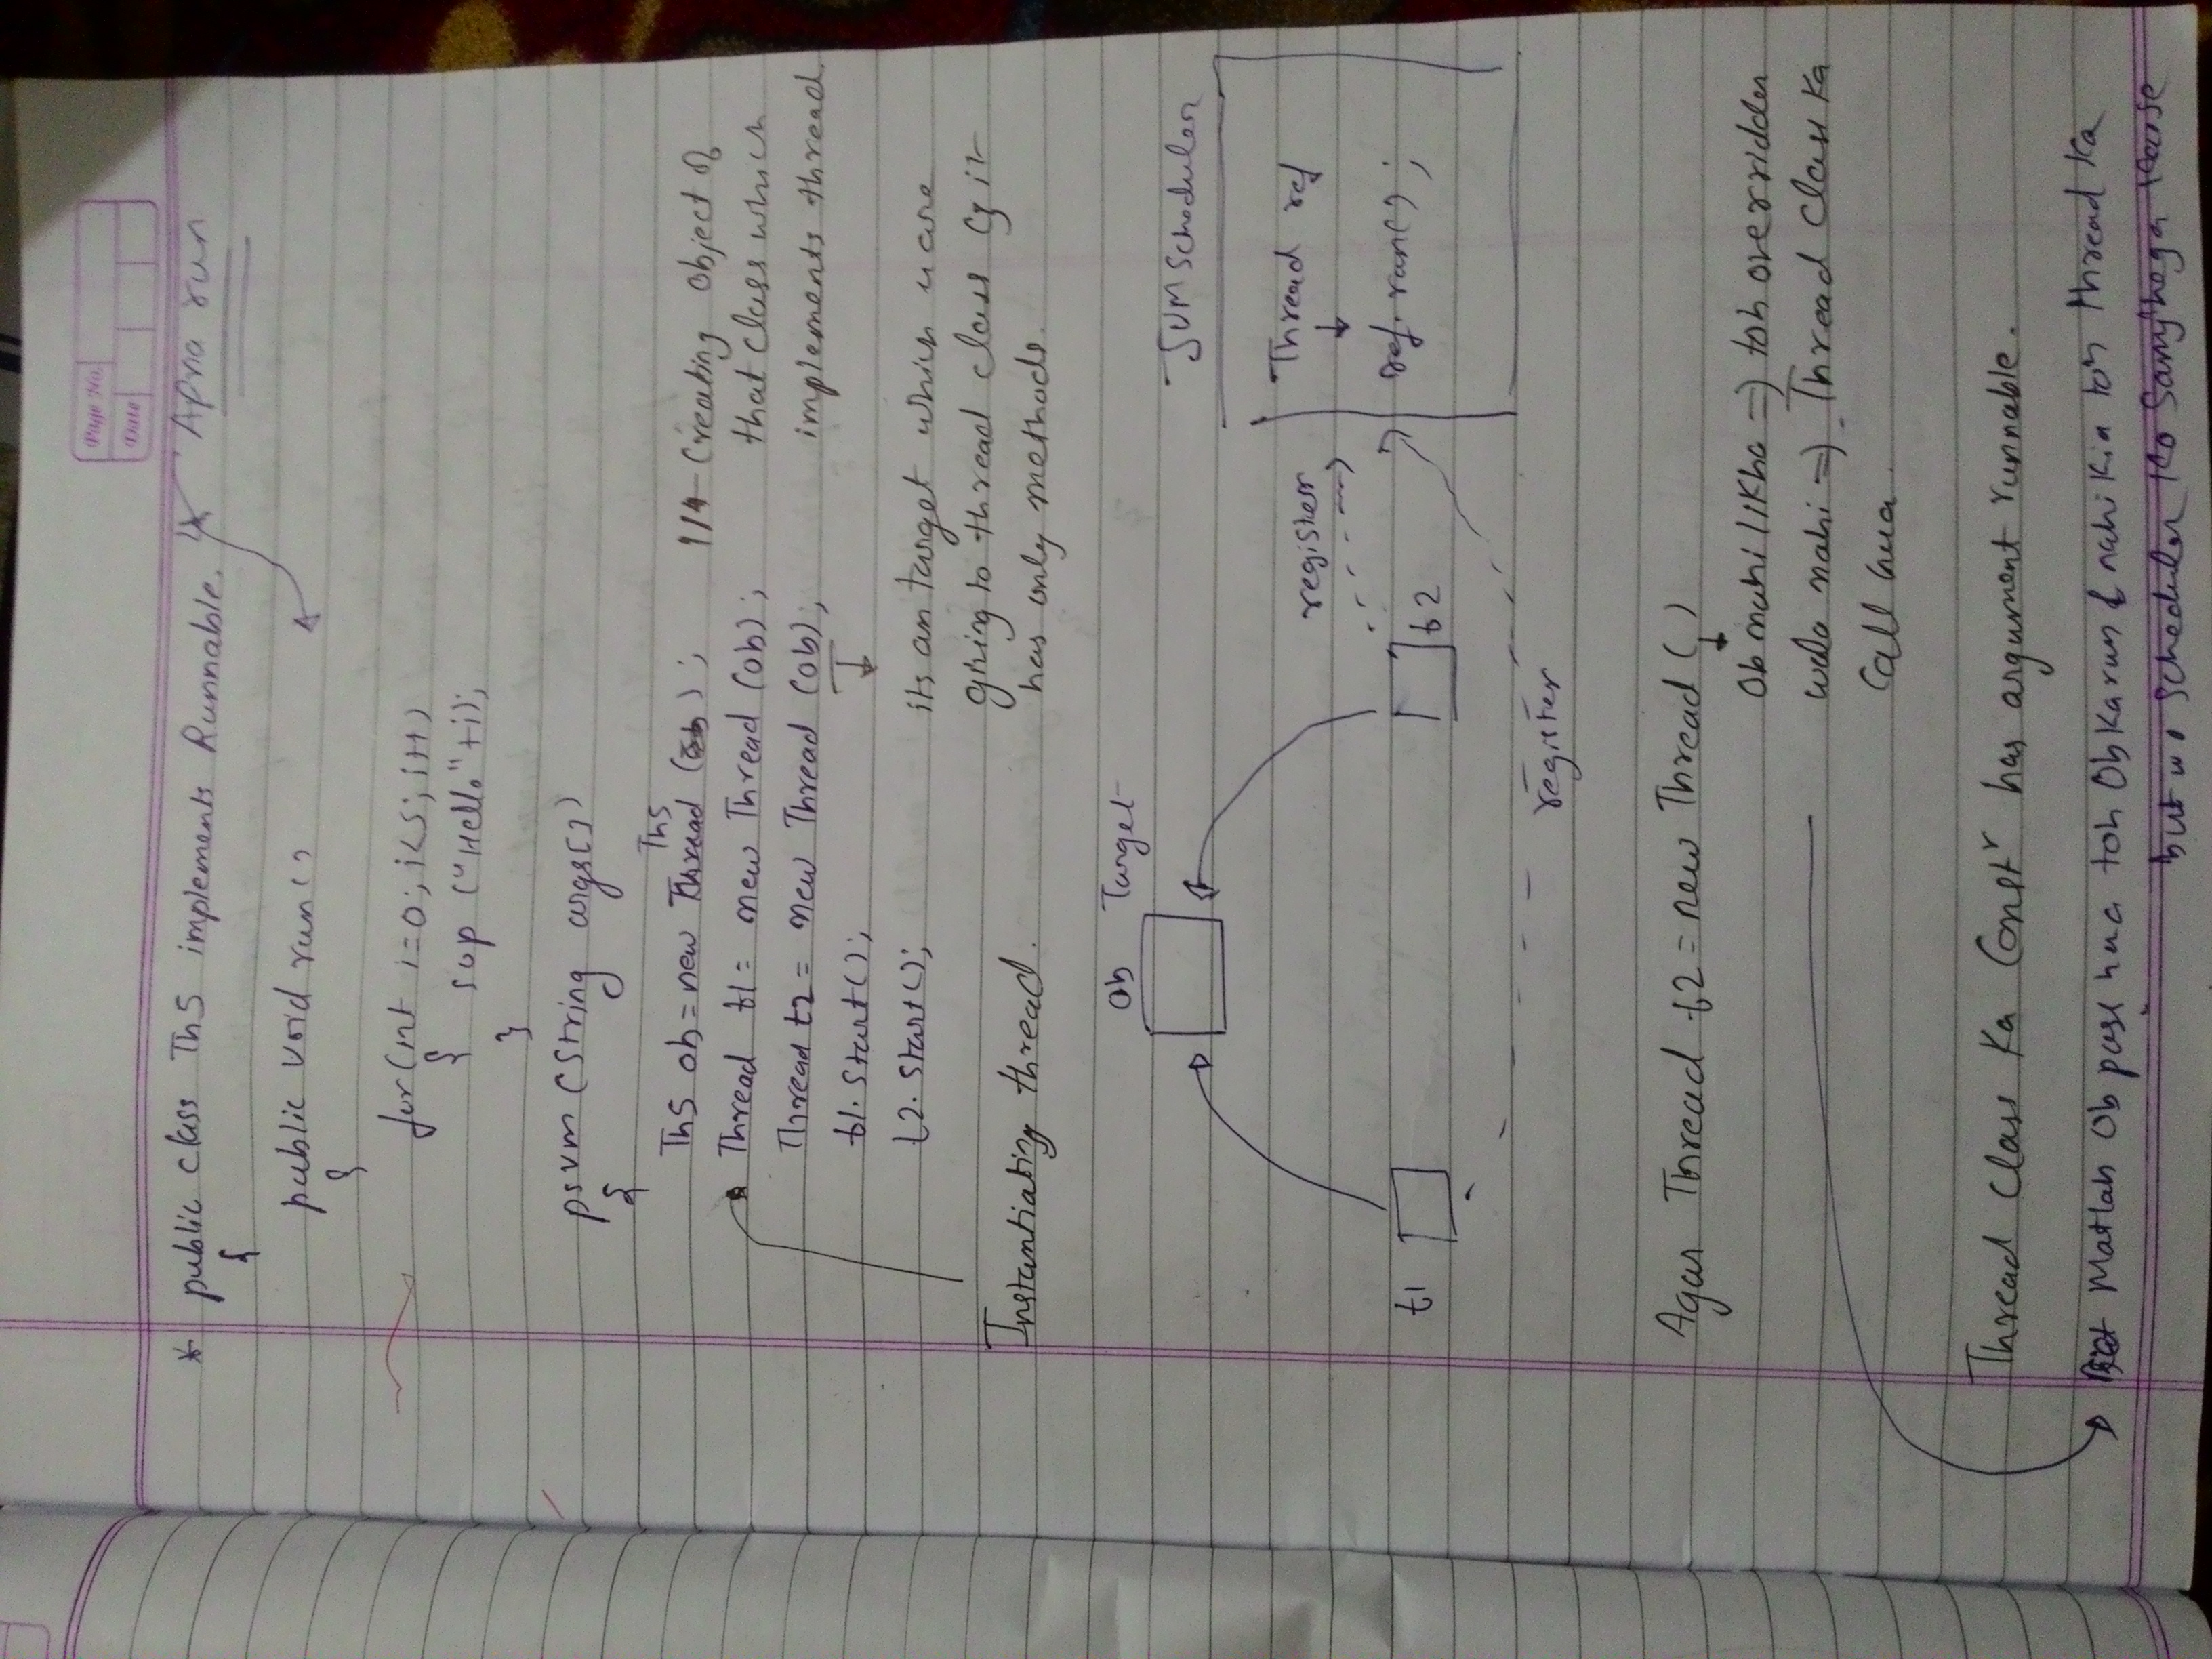 Page No.
Date
* public class Th5 implements Runnable. Apna run
{
public void run()
{
for(int i=0; i<5; i++)
{ sop ("Hello"+i);
}
psvm (String args[])
{
Th5
Th5 ob = new Thread ( );
1/4 - Creating object of
that class which
implements thread.
Thread t1 = new Thread (ob);
Thread t2 = new Thread (ob);
t1. start();
t2. start();
its an target which u are
giving to thread class
has only methods.
Instantiating thread.
Ob Target
JVM Scheduler
Thread ref
register
ref. run();
t1
t2
register
Agar Thread t2 = new Thread ( )
Ob nahi likha => toh overridden
wala nahi => Thread Class Ka
Call hua.
Thread Class Ka Constr has argument runnable.
Matlab Ob pass hua toh Ob ka run & nahi kia toh thread Ka
but wo Scheduler Ko Samjhega Kaise